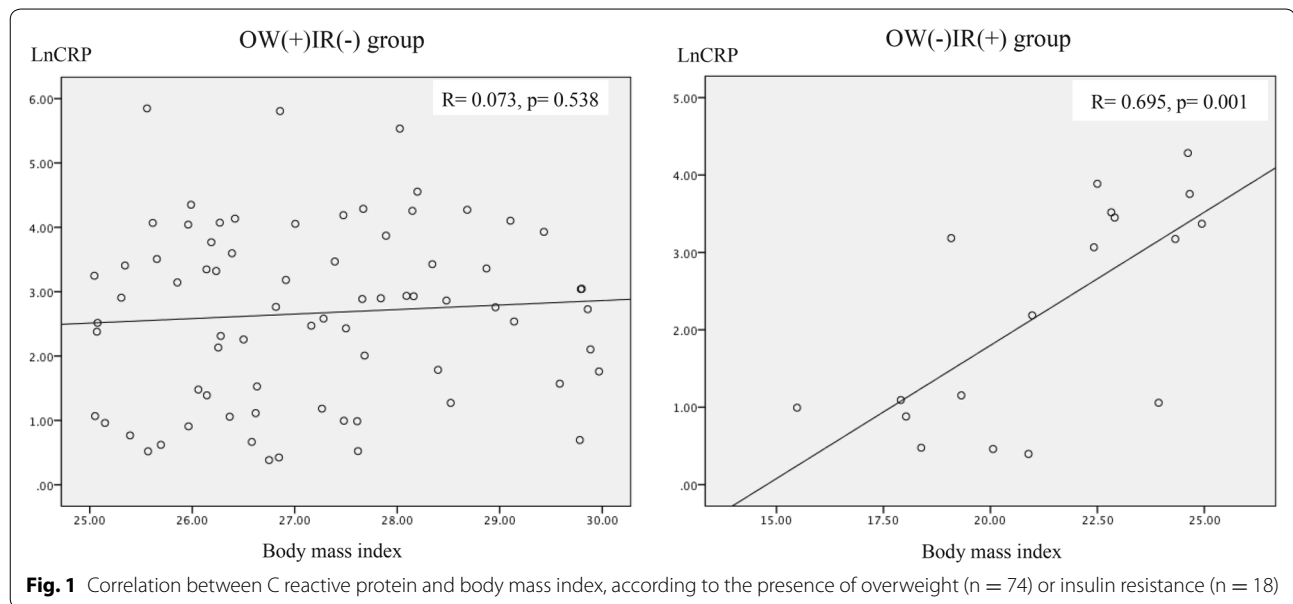 OW(+)IR(-) group
LnCRP
R= 0.073, p= 0.538
6.00
5.00
4.00
3.00
2.00
1.00
.00
25.00 26.00 27.00 28.00 29.00 30.00
Body mass index
OW(-)IR(+) group
LnCRP
R= 0.695, p= 0.001
5.00
4.00
3.00
2.00
1.00
.00
15.00 17.50 20.00 22.50 25.00
Body mass index
Fig. 1 Correlation between C reactive protein and body mass index, according to the presence of overweight (n = 74) or insulin resistance (n = 18)